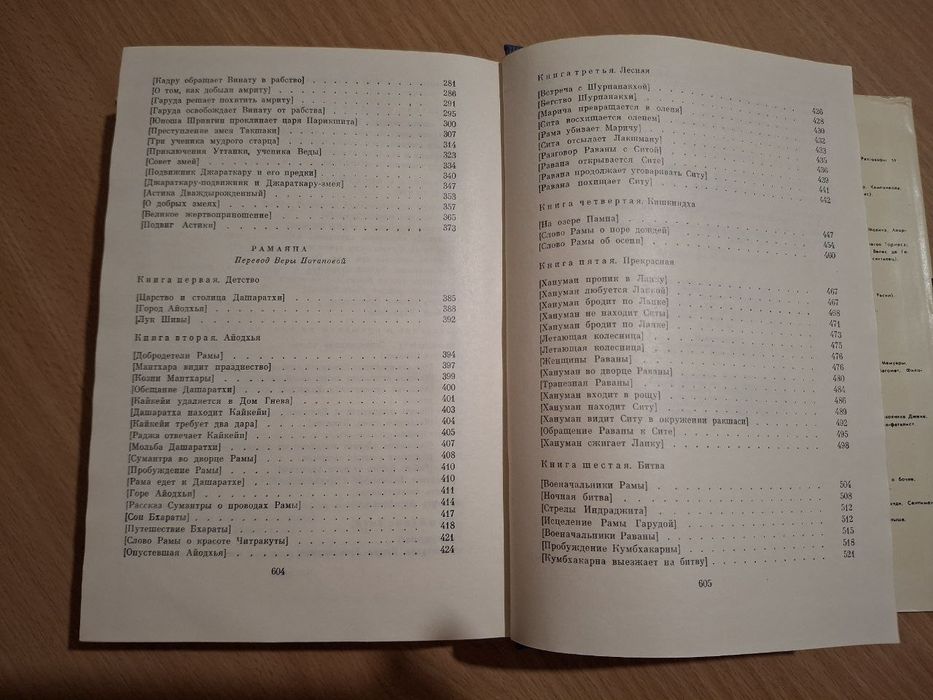 [Кадру обращает Винату в рабство] 284
[О том, как добыли амриту] 286
[Гаруда решает похитить амриту] 291
[Гаруда освобождает Винату от рабства] 295
[Юноша Шрингин проклинает царя Парикшита] 300
[Преступление змея Такшаки] 307
[Три ученика мудрого старца] 314
[Приключения Уттанки, ученика Веды] 323
[Совет змей] 334
[Подвижник Джараткару и его предки] 340
[Джараткару-подвижник и Джараткару-змея] 347
[Астика Дваждырожденный] 353
[О добрых змеях] 357
[Великое жертвоприношение] 365
[Подвиг Астики] 373
РАМАЯНА
Перевод Веры Потаповой
Книга первая. Детство
[Царство и столица Дашаратхи] 385
[Город Айодхья] 388
[Лук Шивы] 392
Книга вторая. Айодхья
[Добродетели Рамы] 394
[Мантхара видит празднество] 397
[Козни Мантхары] 399
[Обещание Дашаратхи] 400
[Кайкейи удаляется в Дом Гнева] 401
[Дашаратха находит Кайкейи] 403
[Кайкейи требует два дара] 404
[Раджа отвечает Кайкейи] 405
[Мольба Дашаратхи] 407
[Сумантра во дворце Рамы] 408
[Пробуждение Рамы] 410
[Рама едет к Дашаратхе] 410
[Горе Айодхьи] 411
[Рассказ Сумантры о проводах Рамы] 414
[Сон Бхараты] 417
[Путешествие Бхараты] 418
[Слово Рамы о красоте Читракуты] 421
[Опустевшая Айодхья] 424
604
Книга третья. Лесная
[Встреча с Шурпанакхой] 426
[Бегство Шурпанакхи] 428
[Марича превращается в оленя] 430
[Сита восхищается оленем] 432
[Рама убивает Маричу] 433
[Сита отсылает Лакшману] 435
[Разговор Раваны с Ситой] 436
[Равана открывается Сите] 439
[Равана продолжает уговаривать Ситу] 441
[Равана похищает Ситу] 442
Книга четвертая. Кишкиндха
[На озере Пампа] 447
[Слово Рамы о поре дождей] 454
[Слово Рамы об осени] 460
Книга пятая. Прекрасная
[Хануман проник в Ланку] 467
[Хануман любуется Ланкой] 467
[Хануман бродит по Ланке] 468
[Хануман не находит Ситы] 471
[Хануман бродит по Ланке] 473
[Летающая колесница] 475
[Летающая колесница] 476
[Женщины Раваны] 476
[Хануман во дворце Раваны] 480
[Трапезная Раваны] 484
[Хануман входит в рощу] 486
[Хануман находит Ситу] 489
[Хануман видит Ситу в окружении ракшаси] 492
[Обращение Раваны к Сите] 495
[Хануман сжигает Ланку] 498
Книга шестая. Битва
[Военачальники Рамы] 504
[Ночная битва] 508
[Стрелы Индраджита] 512
[Исцеление Рамы Гарудой] 512
[Военачальники Раваны] 515
[Пробуждение Кумбхакарны] 518
[Кумбхакарна выезжает на битву] 521
605